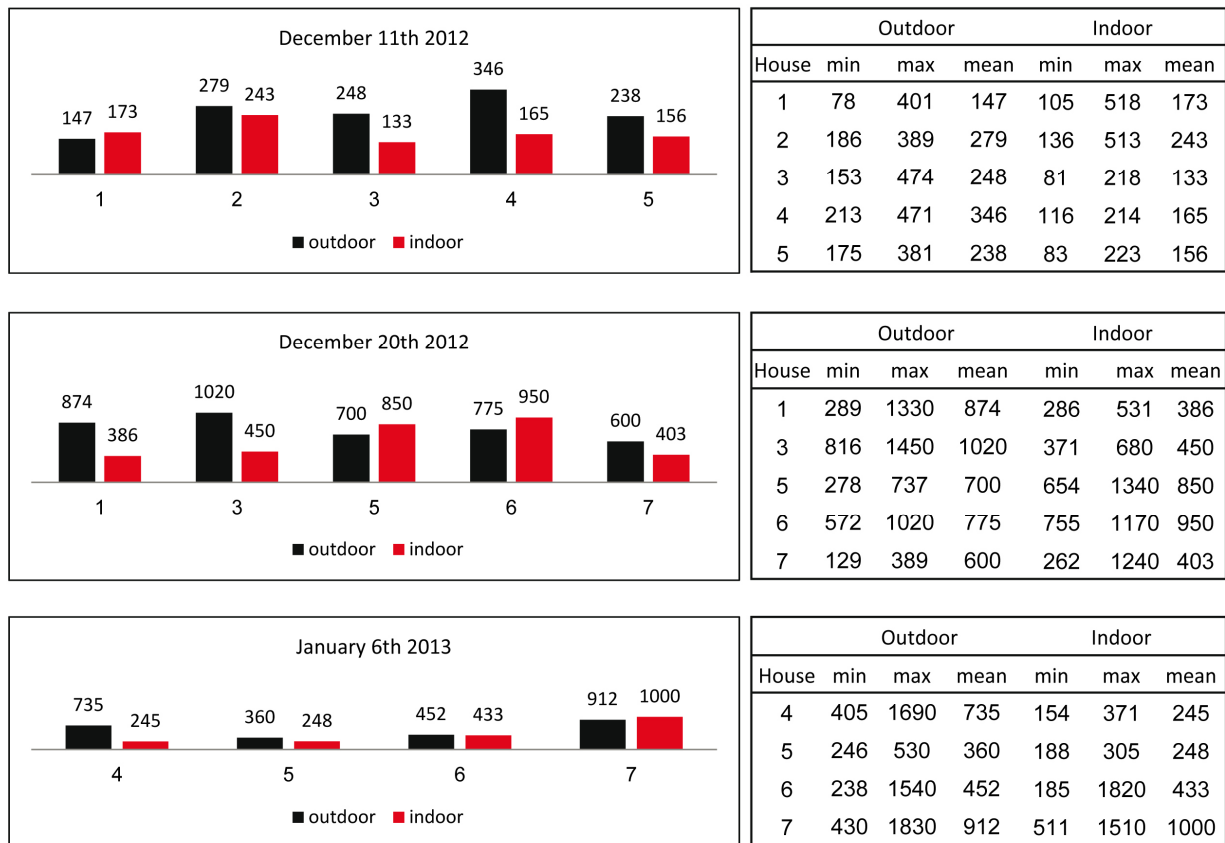 December 11th 2012
147 173 279 243 248 133 346 165 238 156
1 2 3 4 5
outdoor indoor
Outdoor Indoor
House min max mean min max mean
1 78 401 147 105 518 173
2 186 389 279 136 513 243
3 153 474 248 81 218 133
4 213 471 346 116 214 165
5 175 381 238 83 223 156
December 20th 2012
874 386 1020 450 700 850 775 950 600 403
1 3 5 6 7
outdoor indoor
Outdoor Indoor
House min max mean min max mean
1 289 1330 874 286 531 386
3 816 1450 1020 371 680 450
5 278 737 700 654 1340 850
6 572 1020 775 755 1170 950
7 129 389 600 262 1240 403
January 6th 2013
735 245 360 248 452 433 912 1000
4 5 6 7
outdoor indoor
Outdoor Indoor
House min max mean min max mean
4 405 1690 735 154 371 245
5 246 530 360 188 305 248
6 238 1540 452 185 1820 433
7 430 1830 912 511 1510 1000